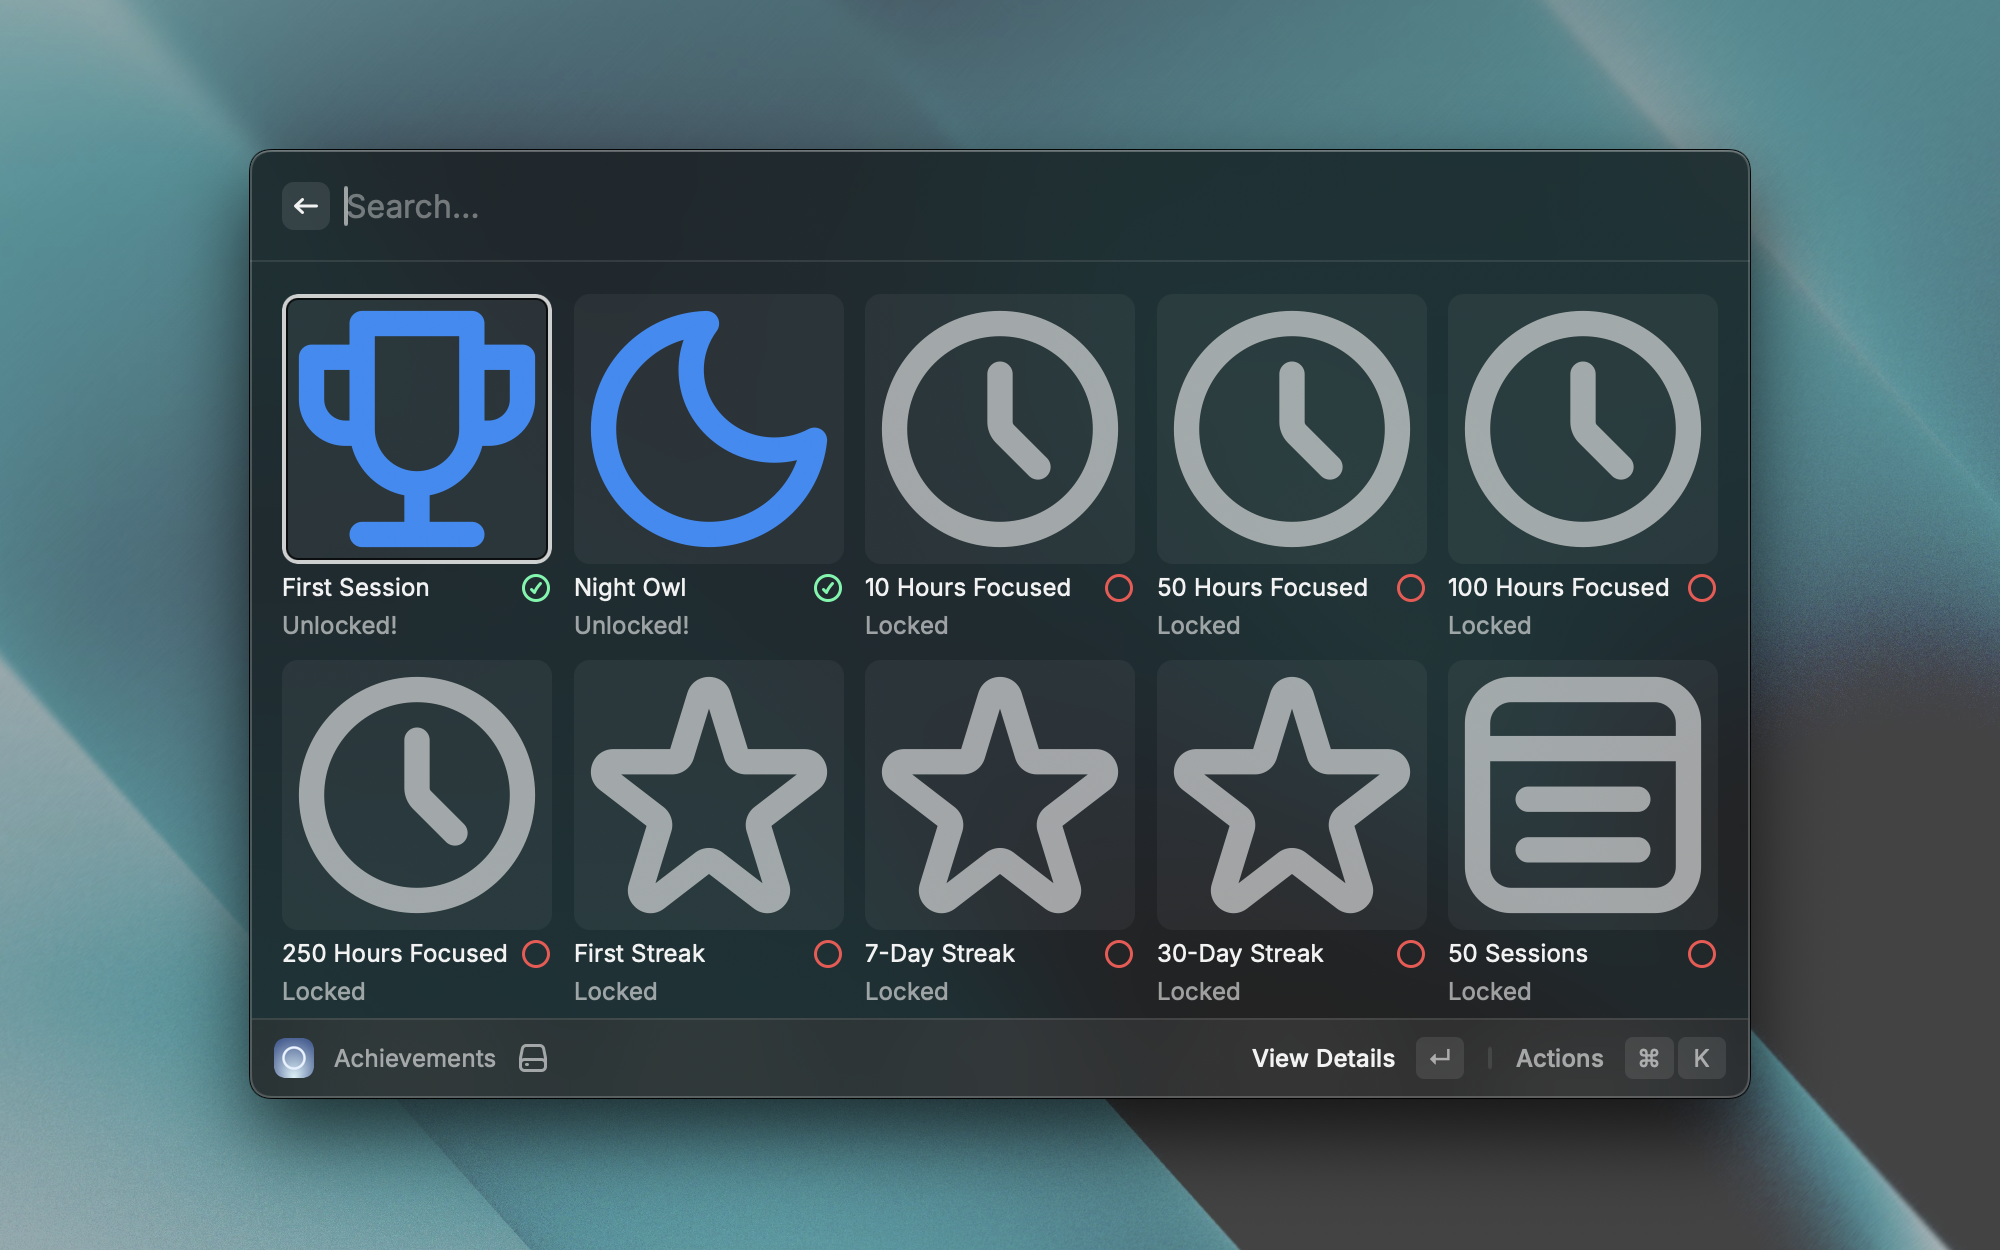 Search...
First Session
Unlocked!
Night Owl
Unlocked!
10 Hours Focused
Locked
50 Hours Focused
Locked
100 Hours Focused
Locked
250 Hours Focused
Locked
First Streak
Locked
7-Day Streak
Locked
30-Day Streak
Locked
50 Sessions
Locked
Achievements
View Details
Actions
⌘ K